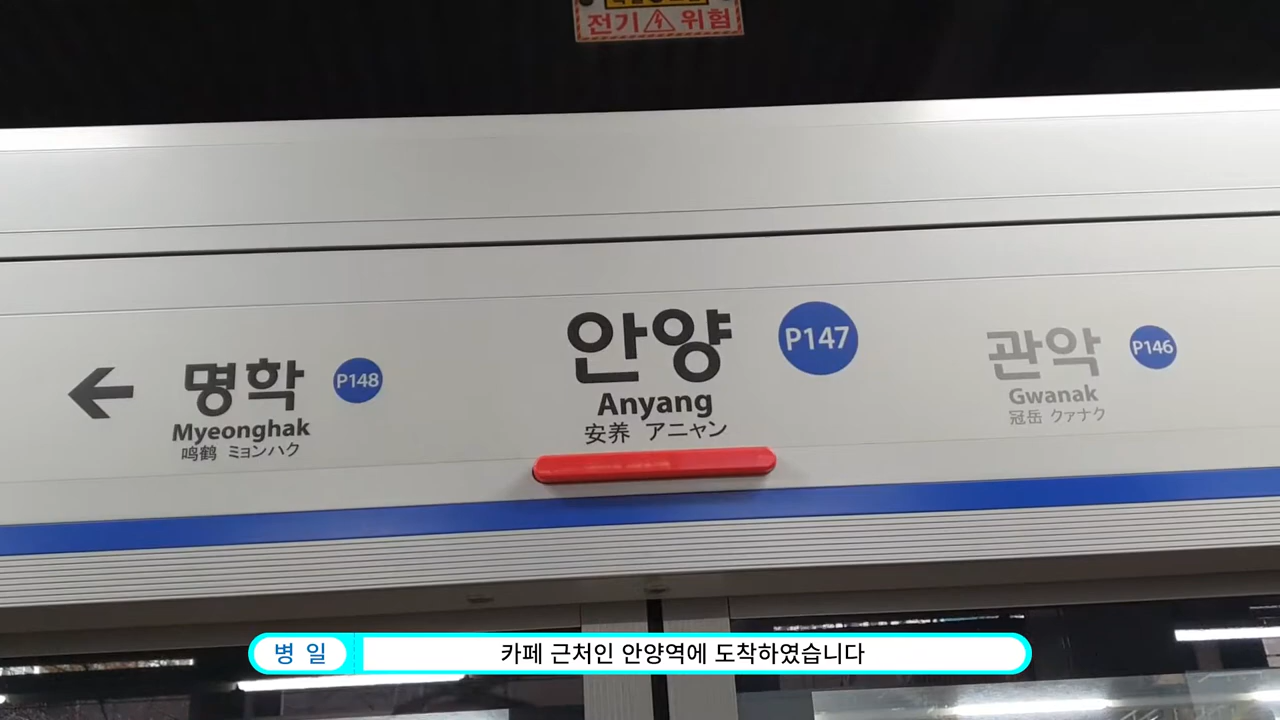 전기 위험
명학 P148
Myeonghak
鸣鹤 ミョンハク
안양 P147
Anyang
安养 アニャン
관악 P146
Gwanak
冠岳 クァナク
병일 카페 근처인 안양역에 도착하였습니다